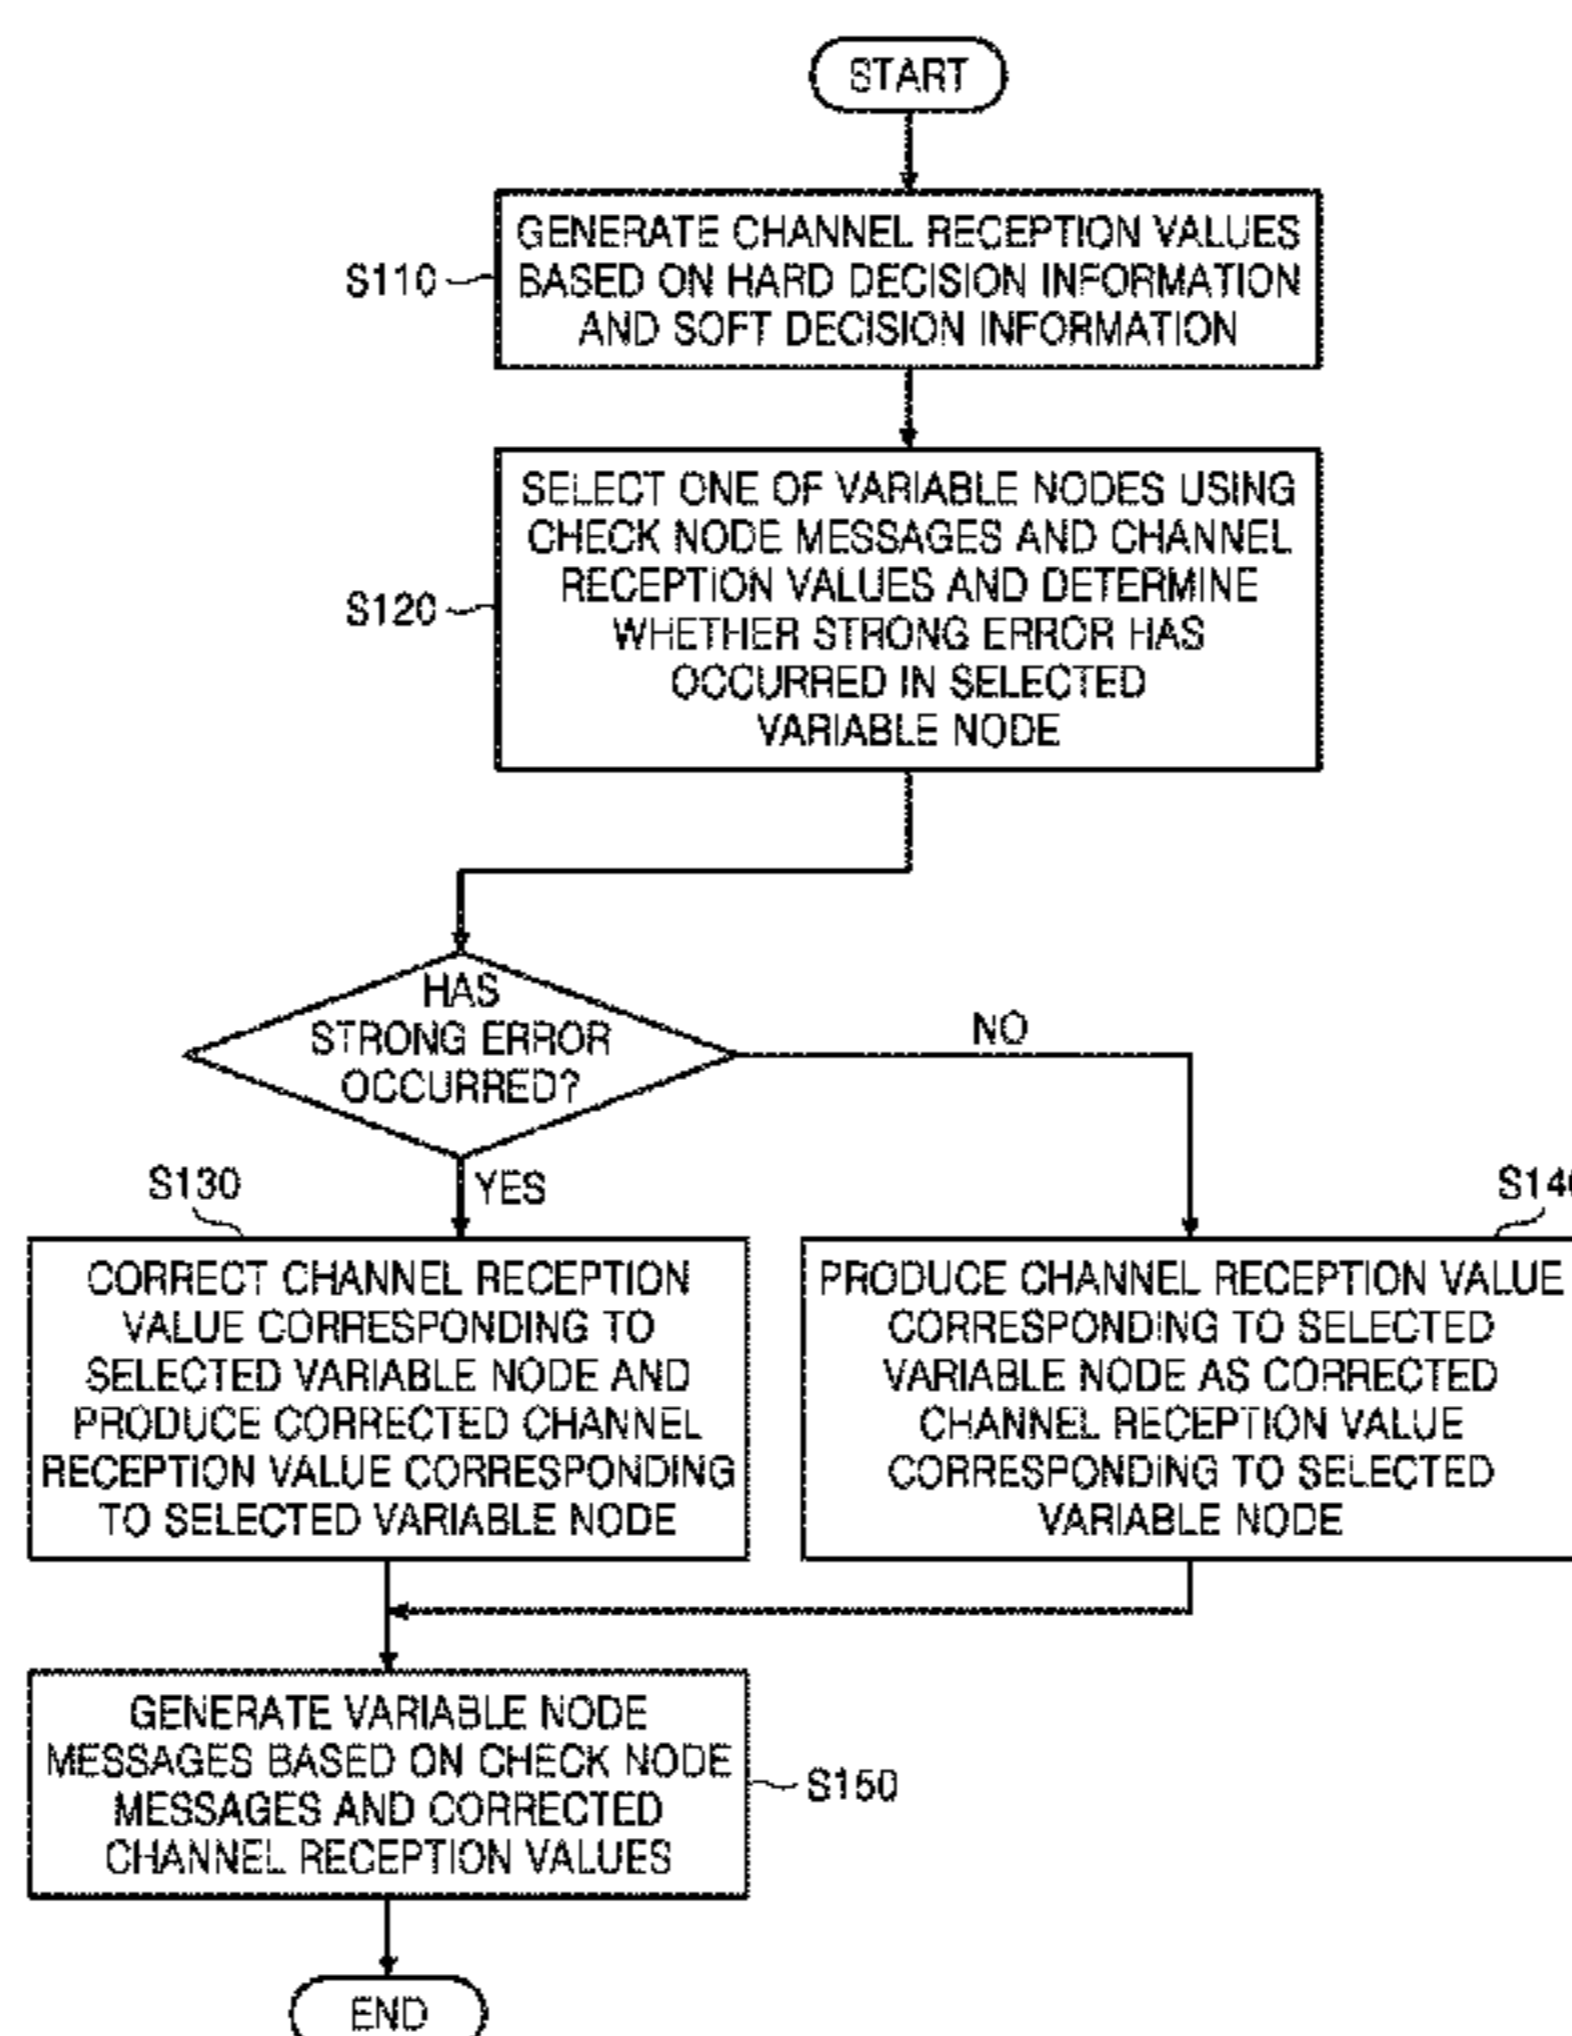 START
S110
GENERATE CHANNEL RECEPTION VALUES
BASED ON HARD DECISION INFORMATION
AND SOFT DECISION INFORMATION
S120
SELECT ONE OF VARIABLE NODES USING
CHECK NODE MESSAGES AND CHANNEL
RECEPTION VALUES AND DETERMINE
WHETHER STRONG ERROR HAS
OCCURRED IN SELECTED
VARIABLE NODE
HAS
STRONG ERROR
OCCURRED?
NO
YES
S130
CORRECT CHANNEL RECEPTION
VALUE CORRESPONDING TO
SELECTED VARIABLE NODE AND
PRODUCE CORRECTED CHANNEL
RECEPTION VALUE CORRESPONDING
TO SELECTED VARIABLE NODE
S140
PRODUCE CHANNEL RECEPTION VALUE
CORRESPONDING TO SELECTED
VARIABLE NODE AS CORRECTED
CHANNEL RECEPTION VALUE
CORRESPONDING TO SELECTED
VARIABLE NODE
GENERATE VARIABLE NODE
MESSAGES BASED ON CHECK NODE
MESSAGES AND CORRECTED
CHANNEL RECEPTION VALUES
S150
END